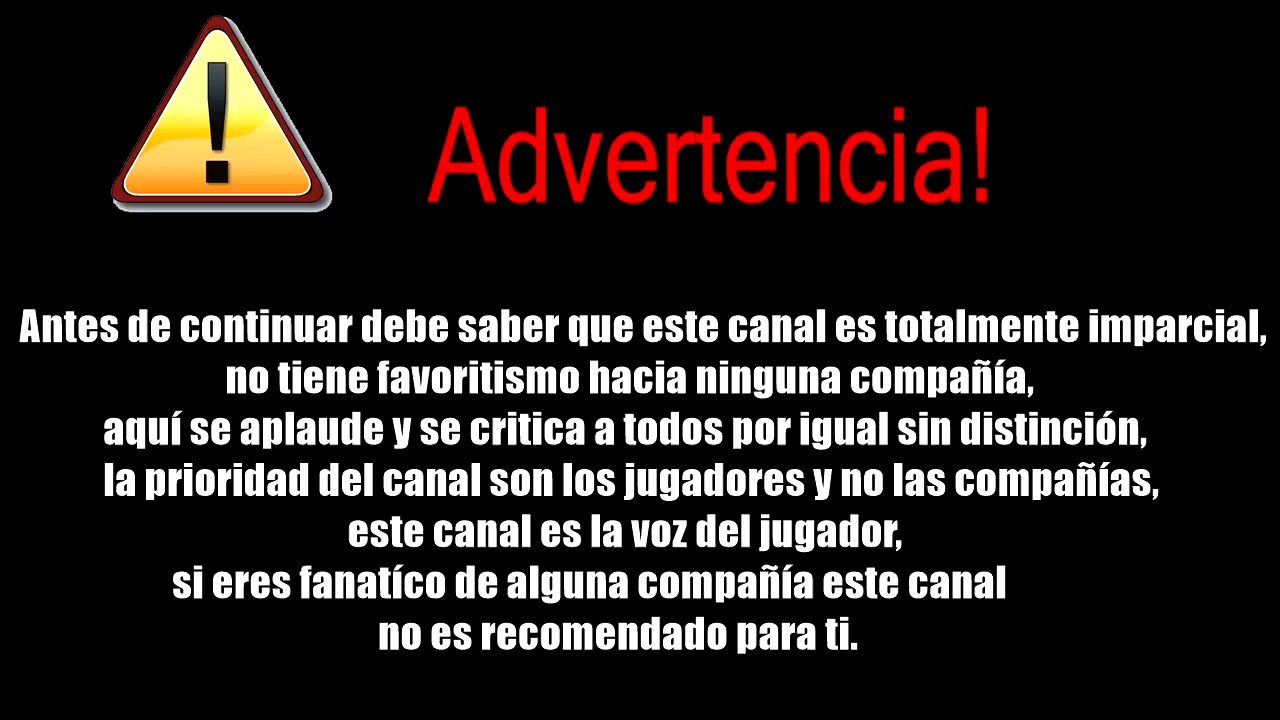 Advertencia!
Antes de continuar debe saber que este canal es totalmente imparcial,
no tiene favoritismo hacia ninguna compañía,
aquí se aplaude y se critica a todos por igual sin distinción,
la prioridad del canal son los jugadores y no las compañías,
este canal es la voz del jugador,
si eres fanatíco de alguna compañía este canal
no es recomendado para ti.